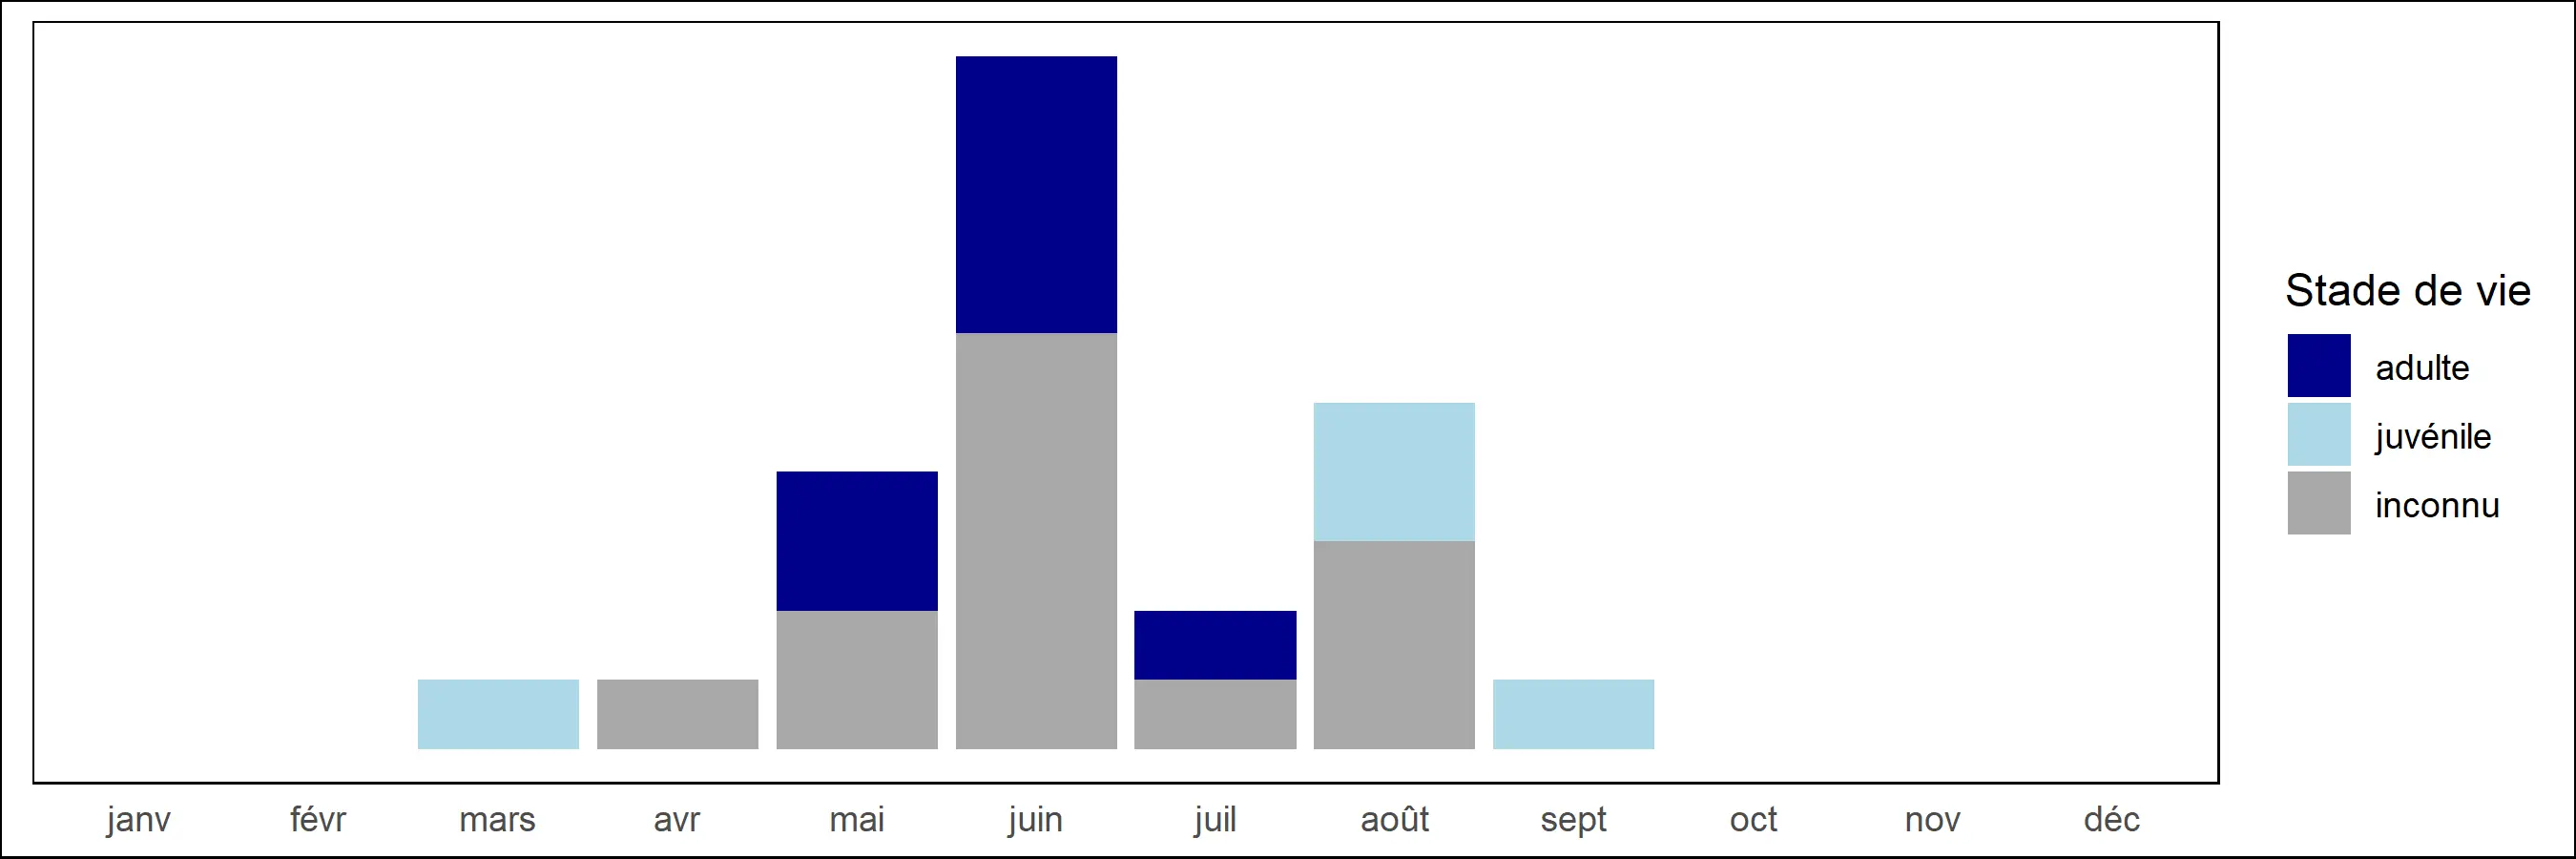 Stade de vie
adulte
juvénile
inconnu
janv févr mars avr mai juin juil août sept oct nov déc